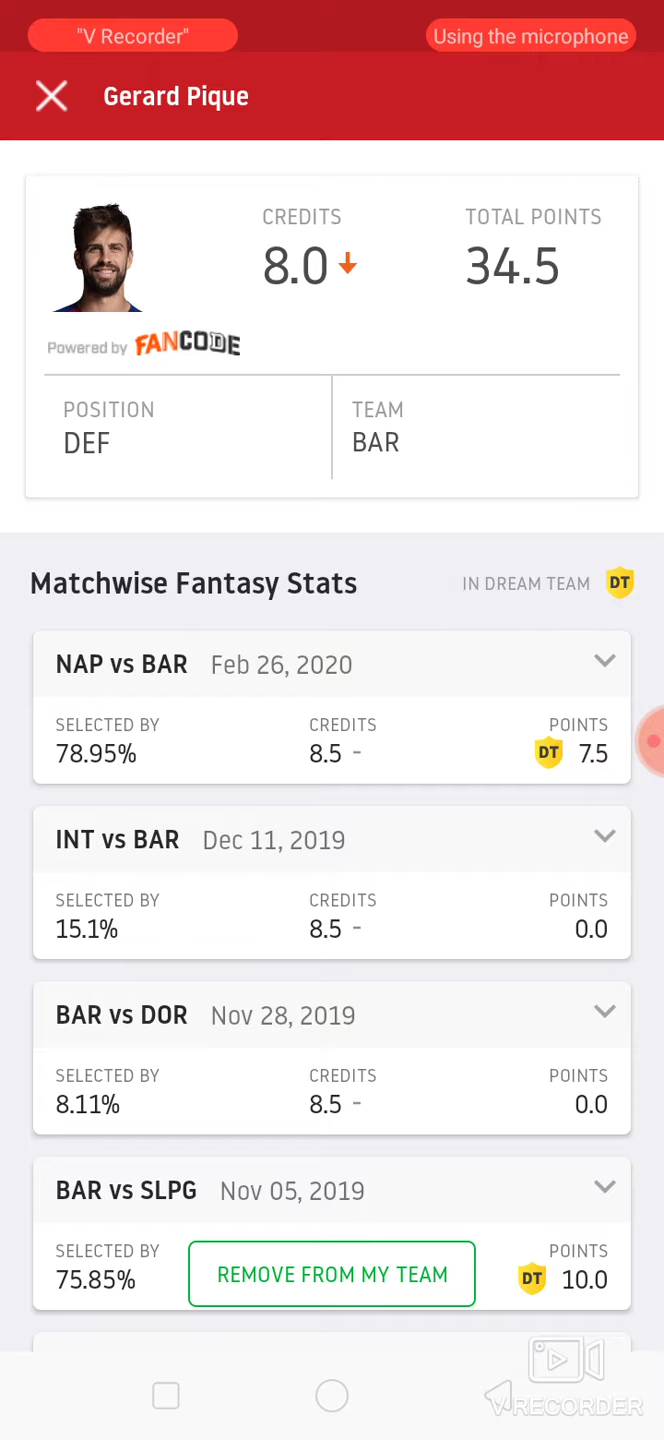 "V Recorder" Using the microphone
Gerard Pique
CREDITS TOTAL POINTS
8.0 34.5
Powered by FANCODE
POSITION TEAM
DEF BAR
Matchwise Fantasy Stats IN DREAM TEAM DT
NAP vs BAR Feb 26, 2020
SELECTED BY CREDITS POINTS
78.95% 8.5 - DT 7.5
INT vs BAR Dec 11, 2019
SELECTED BY CREDITS POINTS
15.1% 8.5 - 0.0
BAR vs DOR Nov 28, 2019
SELECTED BY CREDITS POINTS
8.11% 8.5 - 0.0
BAR vs SLPG Nov 05, 2019
SELECTED BY POINTS
75.85% REMOVE FROM MY TEAM DT 10.0
VRECORDER